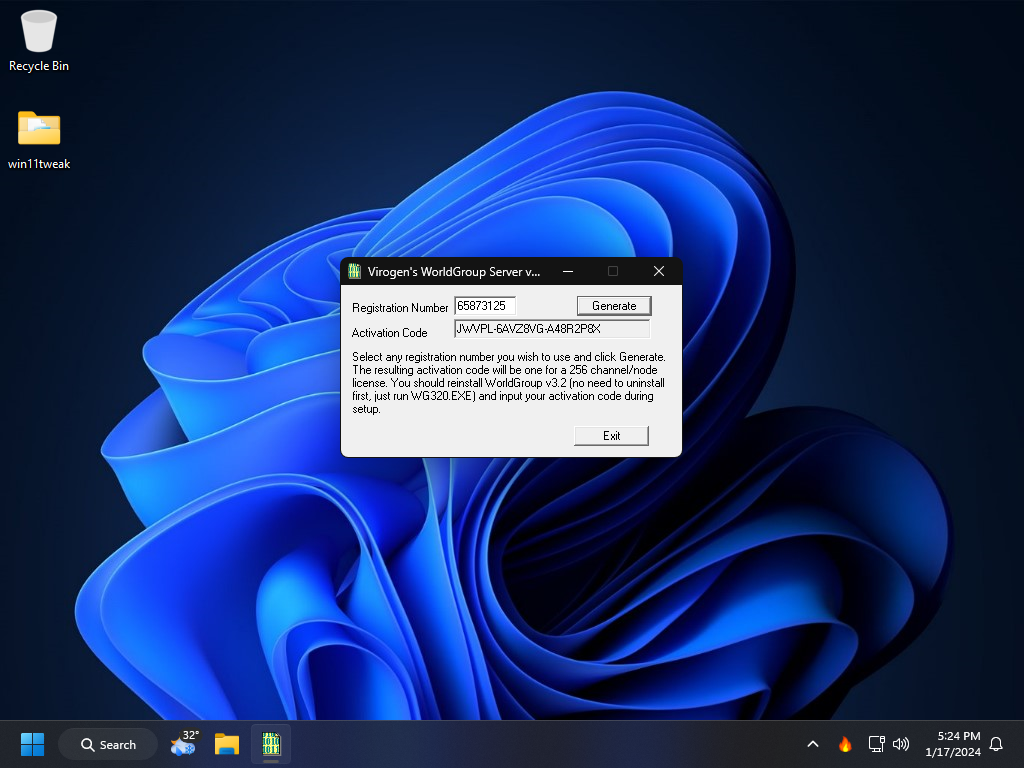 Recycle Bin
win11tweak
Virogen's WorldGroup Server v...
Registration Number 65873125 Generate
Activation Code JWVPL-6AVZ8VG-A48R2P8X
Select any registration number you wish to use and click Generate.
The resulting activation code will be one for a 256 channel/node
license. You should reinstall WorldGroup v3.2 (no need to uninstall
first, just run WG320.EXE) and input your activation code during
setup.
Exit
Search
32°
5:24 PM
1/17/2024